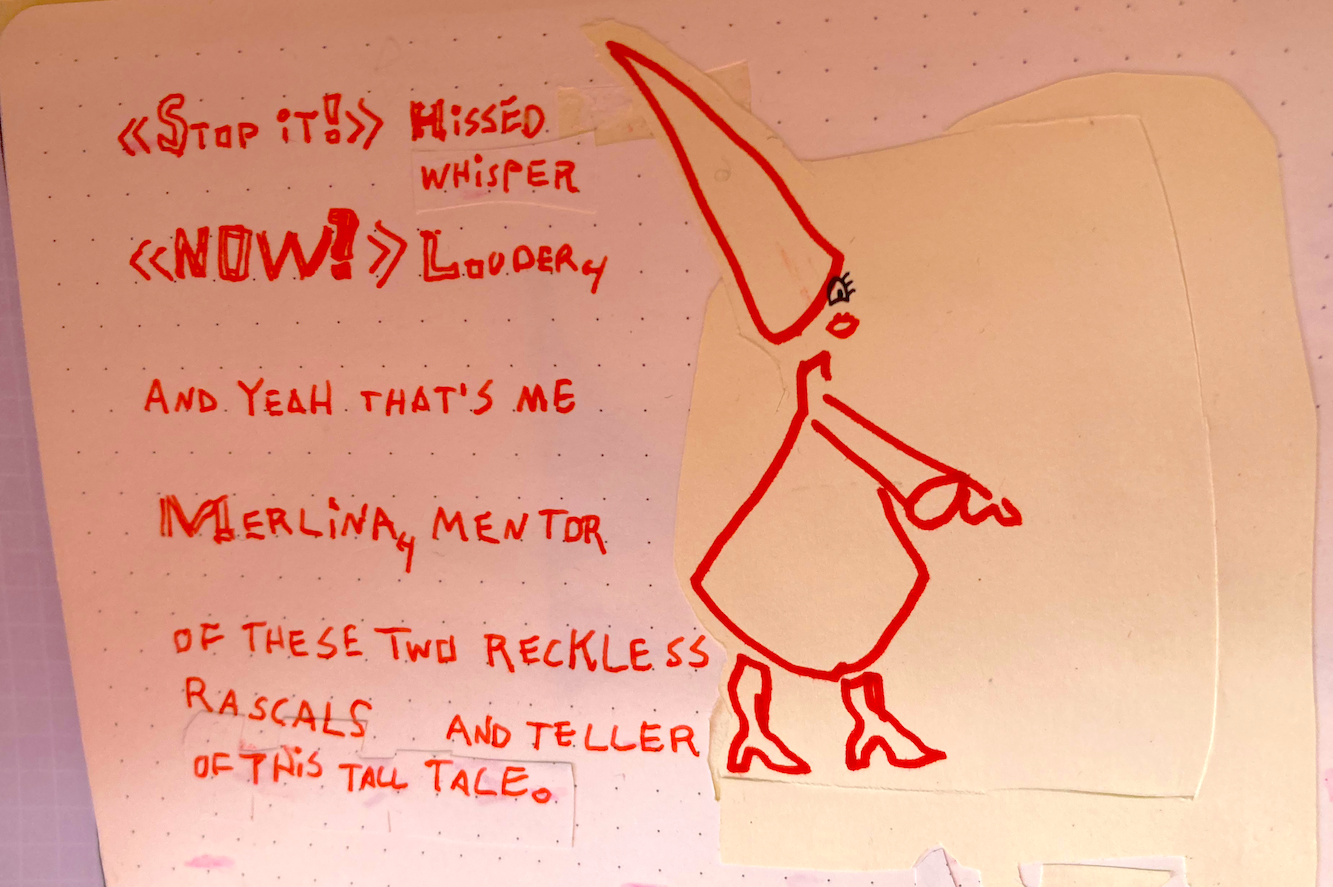 «STOP iT!» HiSSED
WHiSPER
«NOW!» LOUDER,
AND YEAH THAT'S ME
MERLiNA, MENTOR
OF THESE TWO RECKLESS
RASCALS AND TELLER
OF THiS TALL TALE.